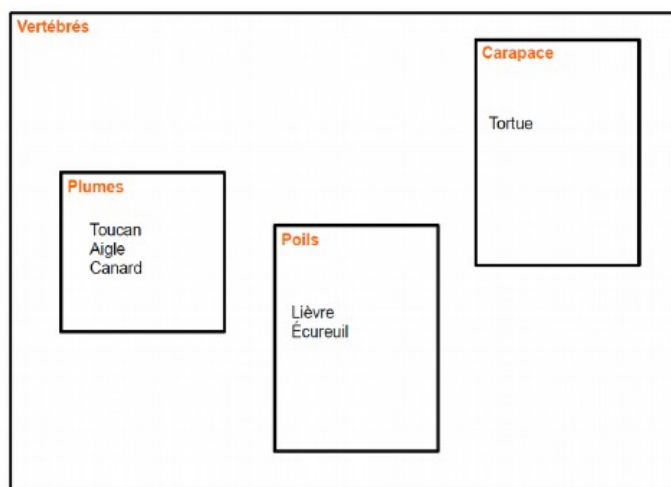 Vertébrés
Carapace
Tortue
Plumes
Toucan
Aigle
Canard
Poils
Lièvre
Écureuil